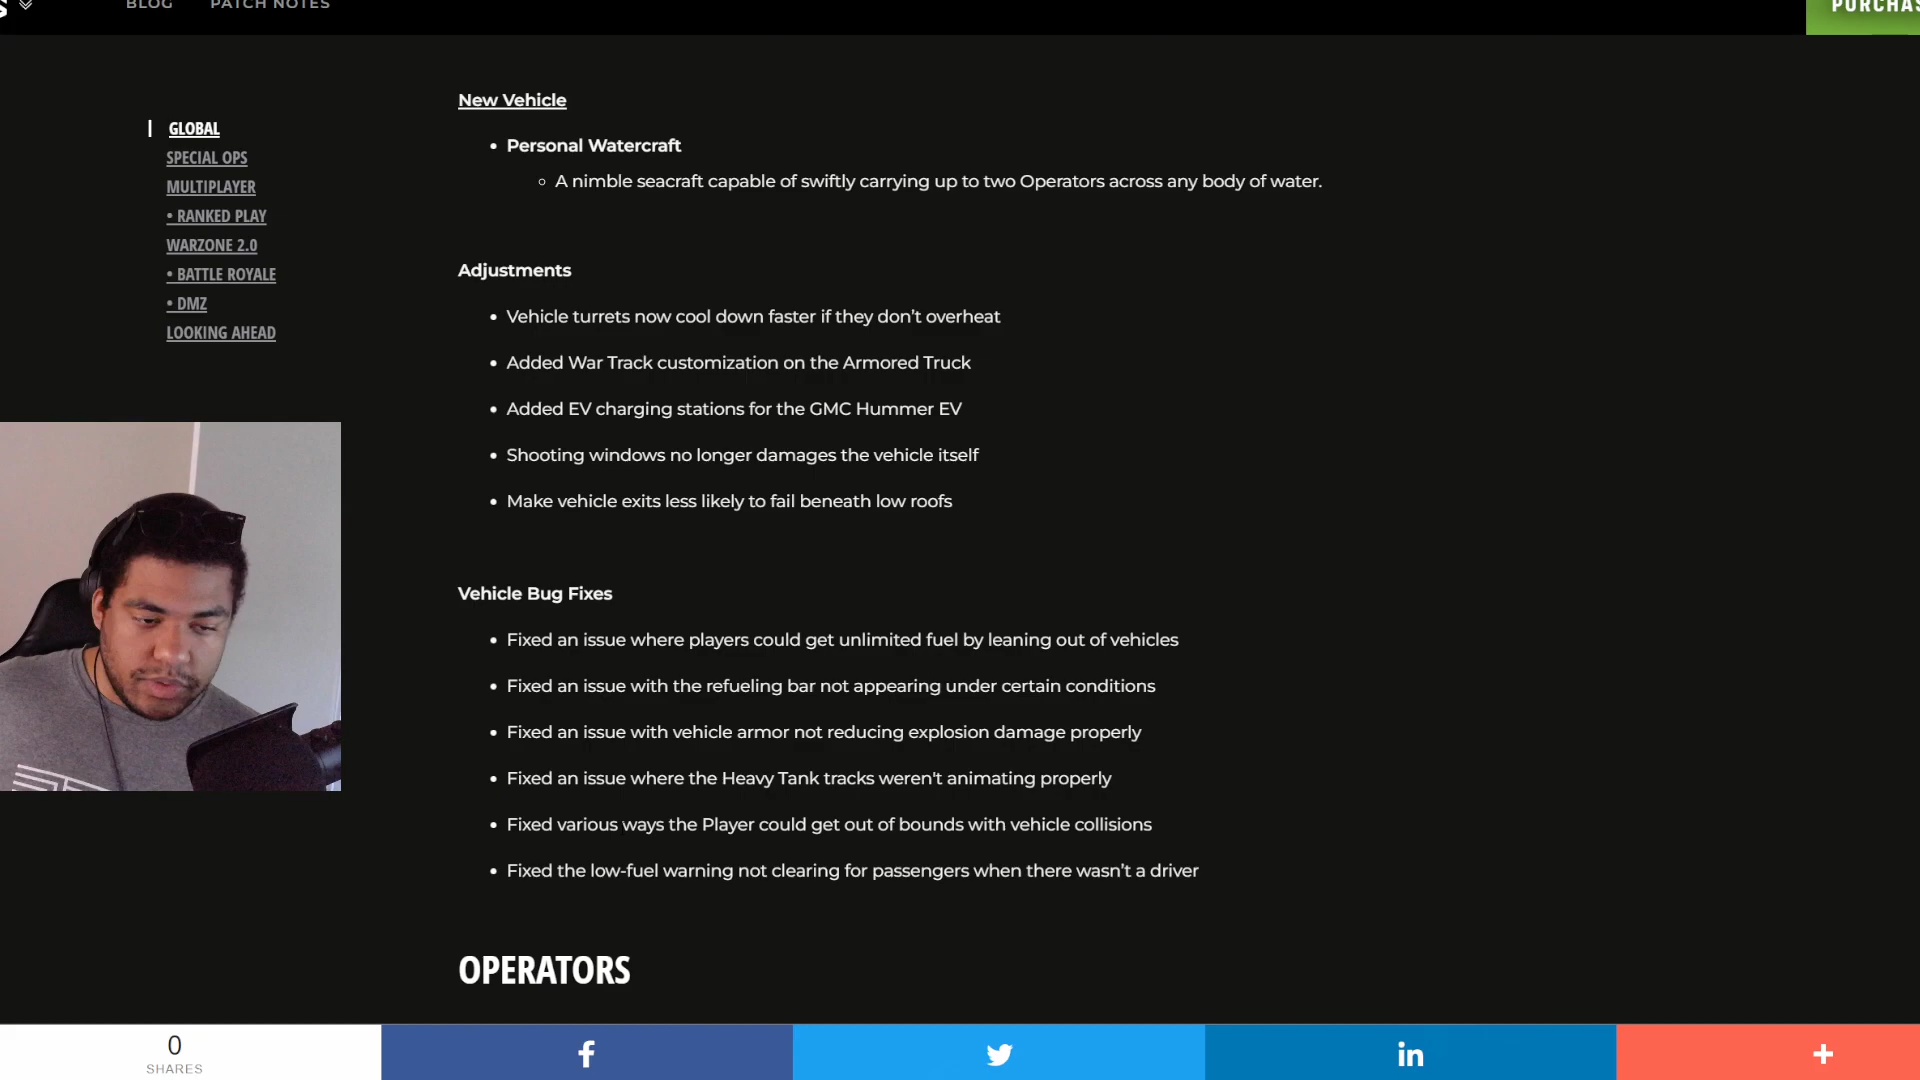 BLOG
PATCH NOTES
GLOBAL
SPECIAL OPS
MULTIPLAYER
• RANKED PLAY
WARZONE 2.0
• BATTLE ROYALE
• DMZ
LOOKING AHEAD
New Vehicle
• Personal Watercraft
○ A nimble seacraft capable of swiftly carrying up to two Operators across any body of water.
Adjustments
• Vehicle turrets now cool down faster if they don’t overheat
• Added War Track customization on the Armored Truck
• Added EV charging stations for the GMC Hummer EV
• Shooting windows no longer damages the vehicle itself
• Make vehicle exits less likely to fail beneath low roofs
Vehicle Bug Fixes
• Fixed an issue where players could get unlimited fuel by leaning out of vehicles
• Fixed an issue with the refueling bar not appearing under certain conditions
• Fixed an issue with vehicle armor not reducing explosion damage properly
• Fixed an issue where the Heavy Tank tracks weren't animating properly
• Fixed various ways the Player could get out of bounds with vehicle collisions
• Fixed the low-fuel warning not clearing for passengers when there wasn’t a driver
OPERATORS
0
SHARES